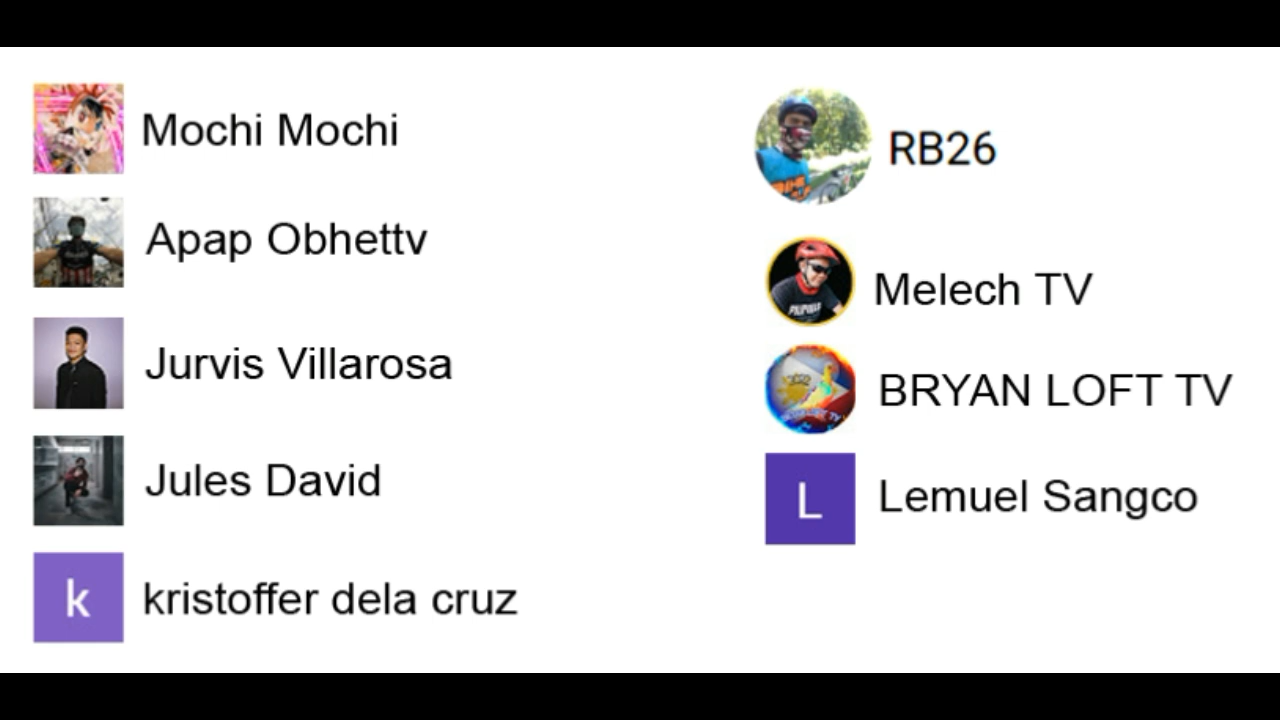 Mochi Mochi
Apap Obhettv
Jurvis Villarosa
Jules David
k
kristoffer dela cruz
RB26
Melech TV
PILIPINAS
BRYAN LOFT TV
L
Lemuel Sangco